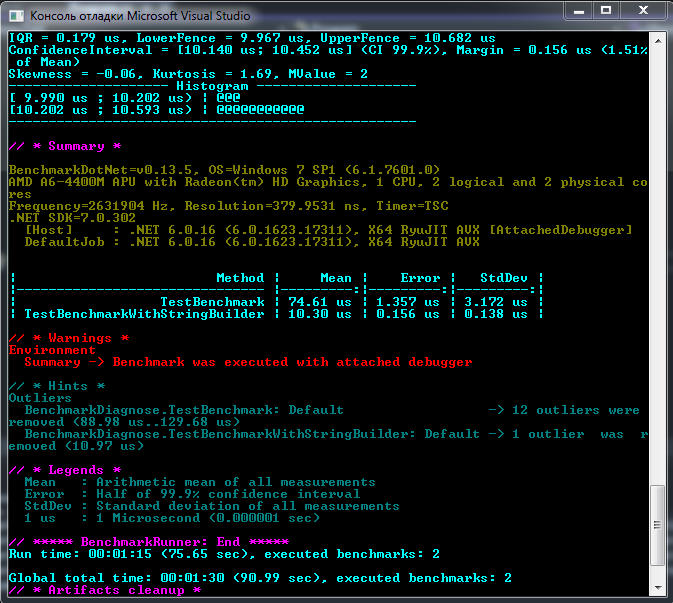 Консоль отладки Microsoft Visual Studio
IQR = 0.179 us, LowerFence = 9.967 us, UpperFence = 10.682 us
ConfidenceInterval = [10.140 us; 10.452 us] (CI 99.9%), Margin = 0.156 us (1.51%
 of Mean)
Skewness = -0.06, Kurtosis = 1.69, MValue = 2
-------------------- Histogram --------------------
[ 9.990 us ; 10.202 us) | @@@
[10.202 us ; 10.593 us) | @@@@@@@@@@@
---------------------------------------------------
// * Summary *
BenchmarkDotNet=v0.13.5, OS=Windows 7 SP1 (6.1.7601.0)
AMD A6-4400M APU with Radeon(tm) HD Graphics, 1 CPU, 2 logical and 2 physical co
res
Frequency=2631904 Hz, Resolution=379.9531 ns, Timer=TSC
.NET SDK=7.0.302
  [Host]     : .NET 6.0.16 (6.0.1623.17311), X64 RyuJIT AVX [AttachedDebugger]
  DefaultJob : .NET 6.0.16 (6.0.1623.17311), X64 RyuJIT AVX
|                         Method |     Mean |    Error |   StdDev |
|------------------------------- |---------:|---------:|---------:|
|                  TestBenchmark | 74.61 us | 1.357 us | 3.172 us |
| TestBenchmarkWithStringBuilder | 10.30 us | 0.156 us | 0.138 us |
// * Warnings *
Environment
  Summary -> Benchmark was executed with attached debugger
// * Hints *
Outliers
  BenchmarkDiagnose.TestBenchmark: Default                  -> 12 outliers were
removed (88.98 us..129.68 us)
  BenchmarkDiagnose.TestBenchmarkWithStringBuilder: Default -> 1 outlier  was  r
emoved (10.97 us)
// * Legends *
  Mean   : Arithmetic mean of all measurements
  Error  : Half of 99.9% confidence interval
  StdDev : Standard deviation of all measurements
  1 us   : 1 Microsecond (0.000001 sec)
// ***** BenchmarkRunner: End *****
Run time: 00:01:15 (75.65 sec), executed benchmarks: 2
Global total time: 00:01:30 (90.99 sec), executed benchmarks: 2
// * Artifacts cleanup *